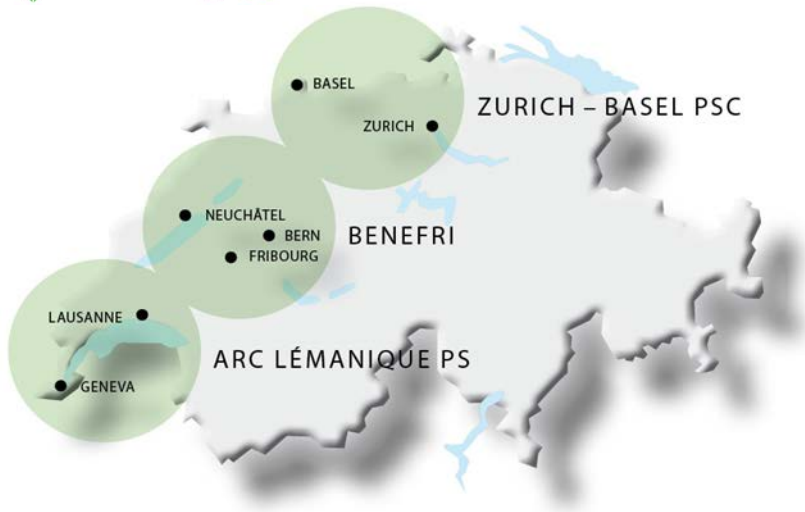 BASEL
ZURICH – BASEL PSC
ZURICH
NEUCHÂTEL
BERN
BENEFRI
FRIBOURG
LAUSANNE
ARC LÉMANIQUE PS
GENEVA